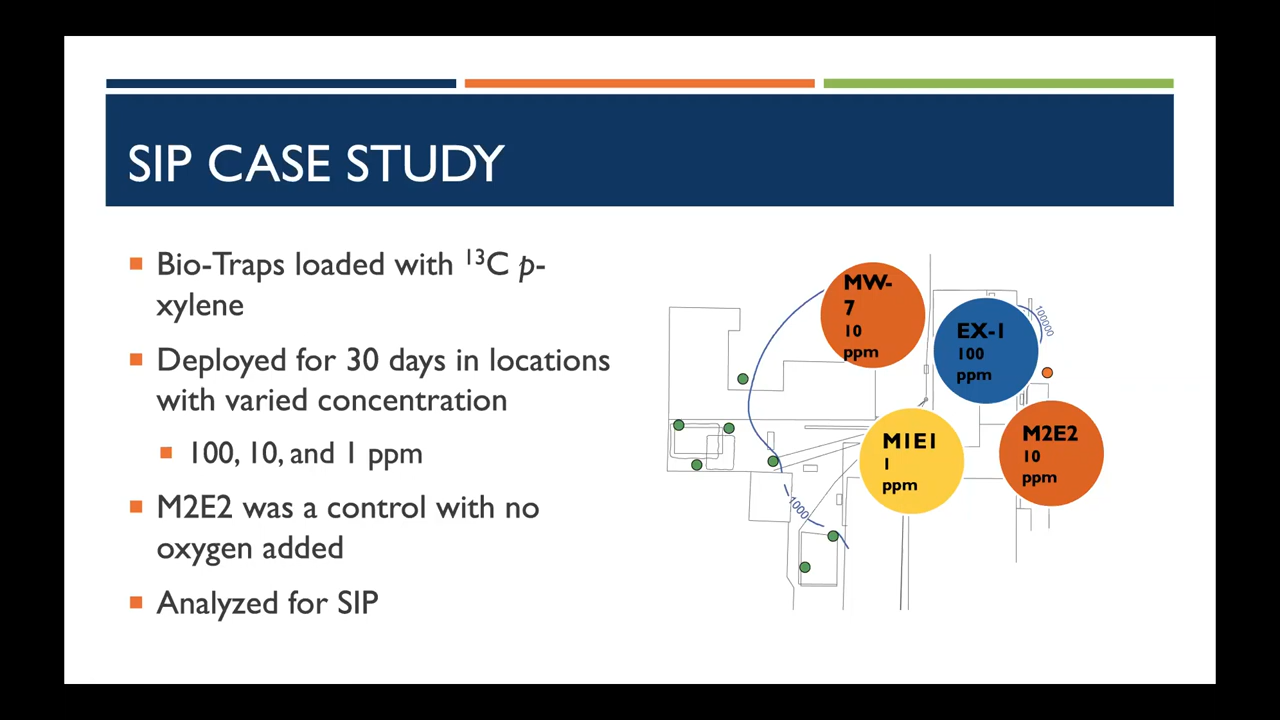 SIP CASE STUDY
Bio-Traps loaded with ¹³C p-
xylene
Deployed for 30 days in locations
with varied concentration
100, 10, and 1 ppm
M2E2 was a control with no
oxygen added
Analyzed for SIP
MW-
7
10
ppm
EX-1
100
ppm
100000
M1E1
1
ppm
M2E2
10
ppm
1000